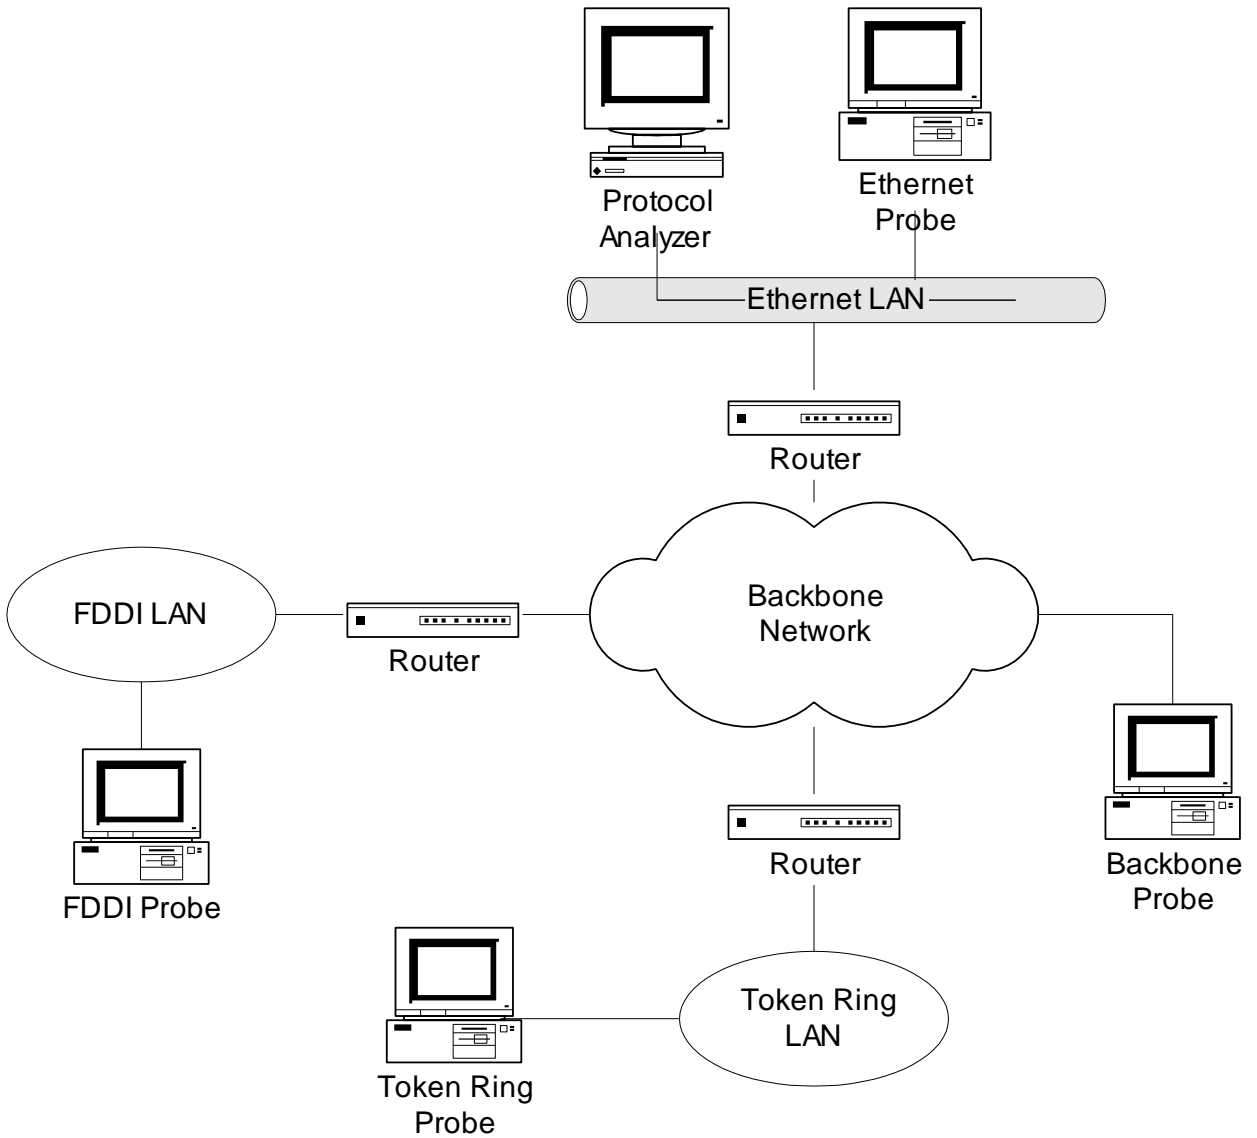 Protocol
Analyzer
Ethernet
Probe
Ethernet LAN
Router
Backbone
Network
FDDI LAN
Router
FDDI Probe
Router
Backbone
Probe
Token Ring
LAN
Token Ring
Probe